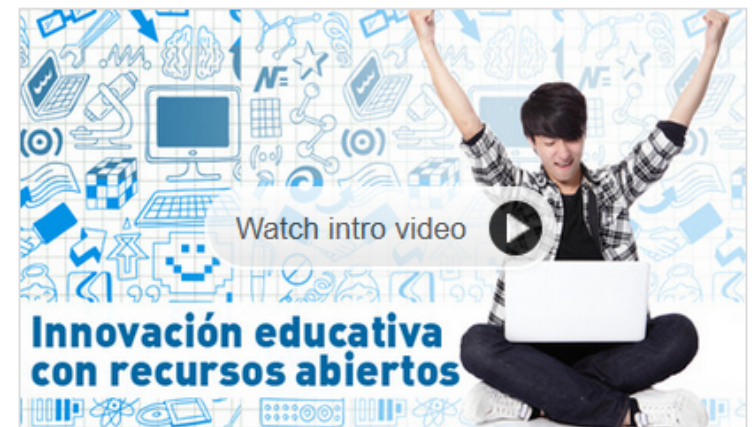 Watch intro video
Innovación educativa
con recursos abiertos